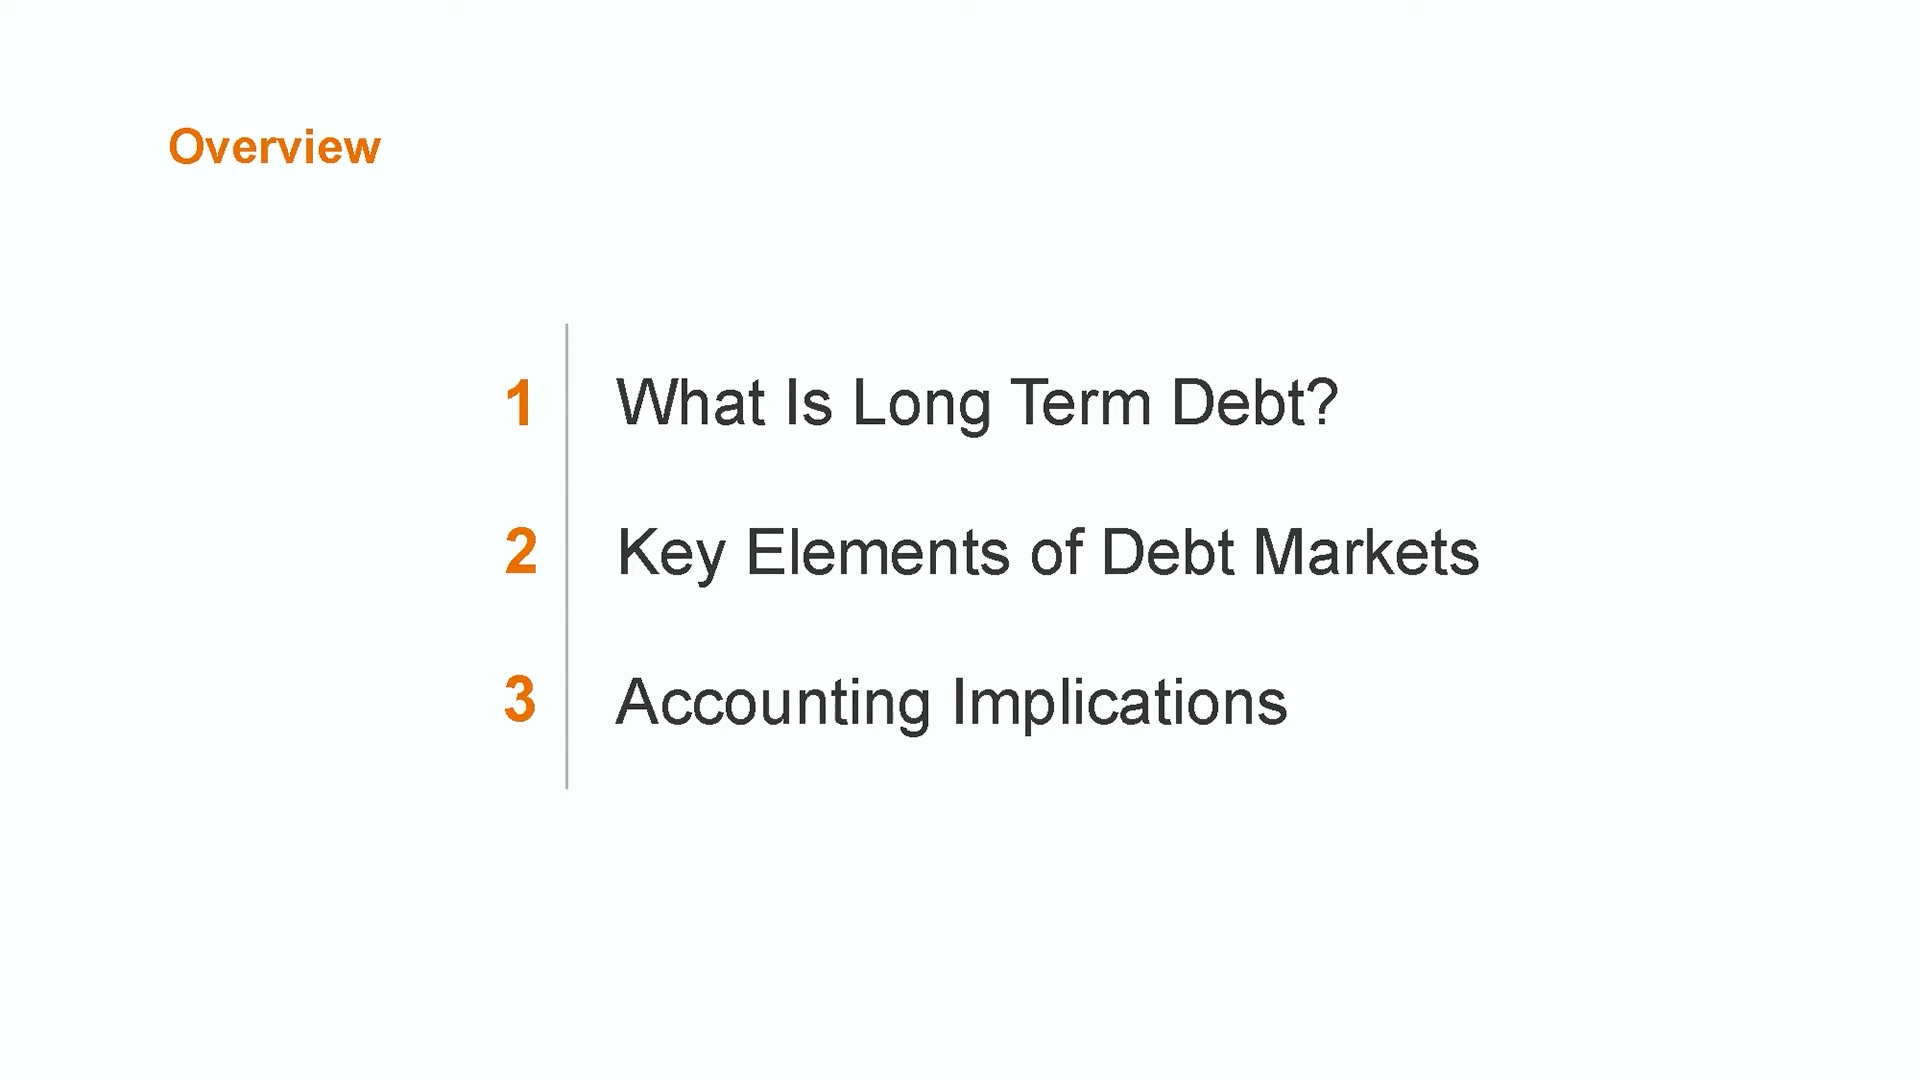 Overview
1 What Is Long Term Debt?
2 Key Elements of Debt Markets
3 Accounting Implications